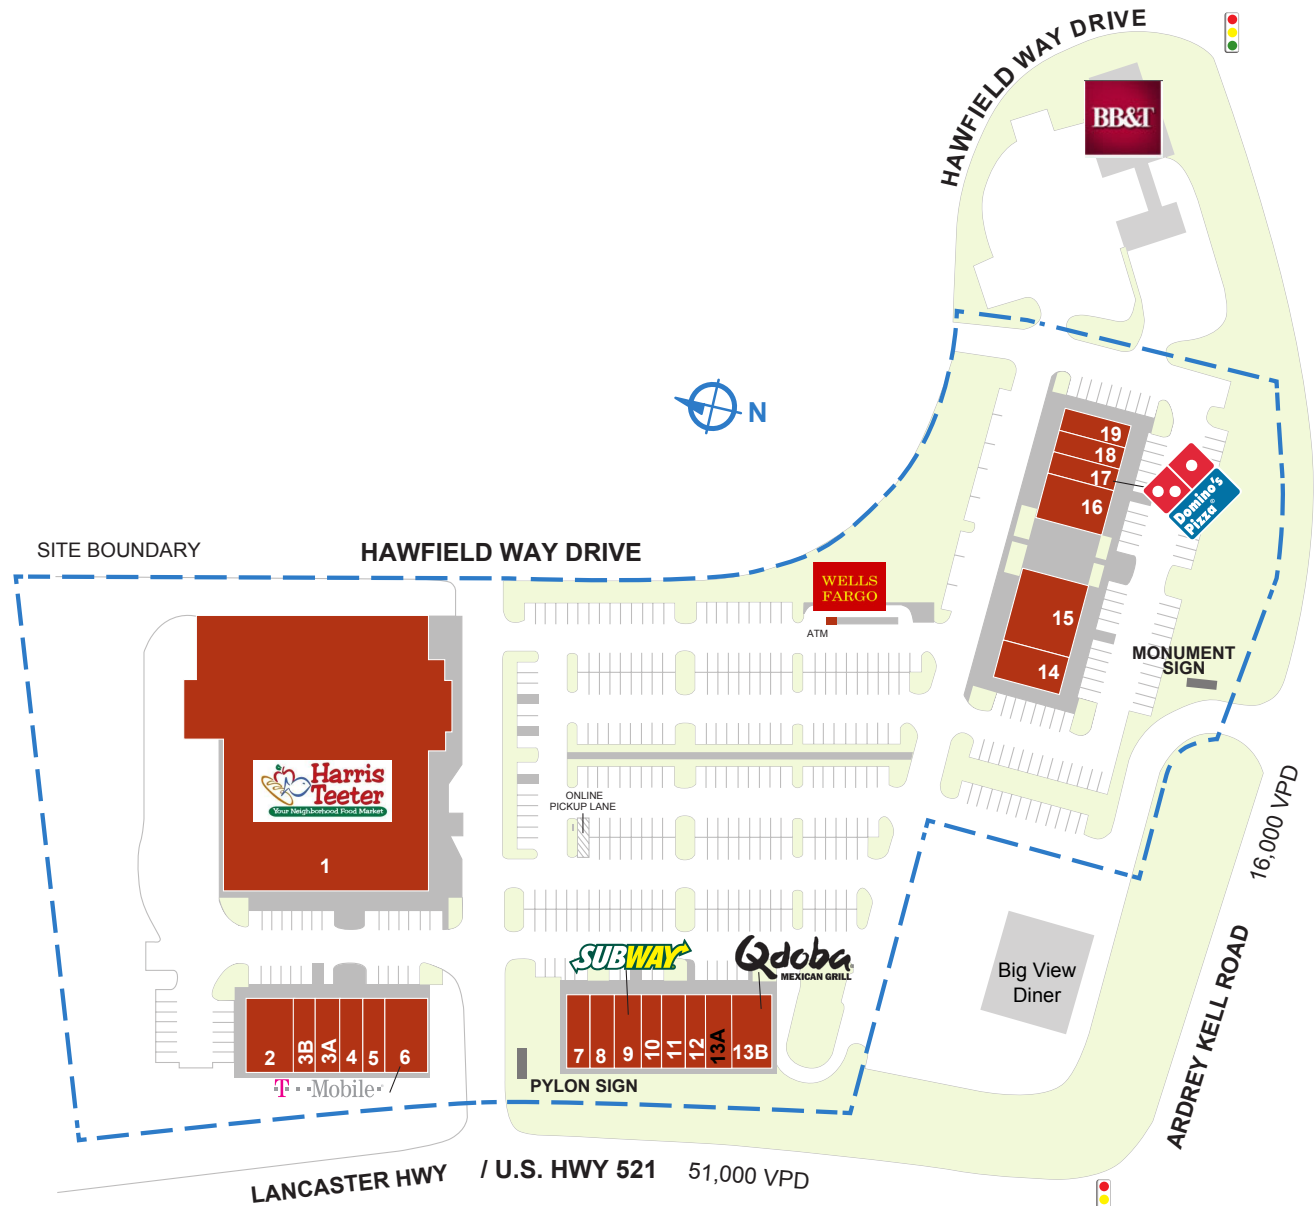 HAWFIELD WAY DRIVE
BB&T
N
19
18
17
16
Domino's
Pizza®
15
14
MONUMENT
SIGN
SITE BOUNDARY
HAWFIELD WAY DRIVE
WELLS
FARGO
ATM
Harris
Teeter
Your Neighborhood Food Market
1
ONLINE
PICKUP LANE
16,000 VPD
SUBWAY
Qdoba
MEXICAN GRILL
Big View
Diner
ARDREY KELL ROAD
2
3B
3A
4
5
6
7
8
9
10
11
12
13A
13B
T··Mobile·
PYLON SIGN
LANCASTER HWY / U.S. HWY 521 51,000 VPD